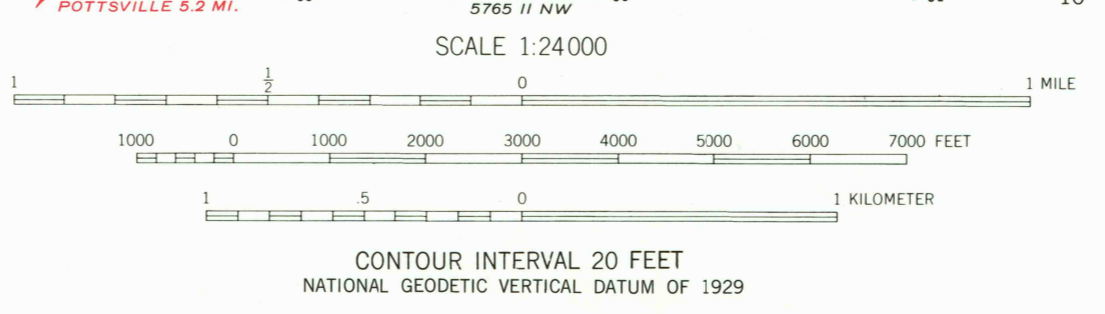 POTTSVILLE 5.2 MI.
5765 II NW
SCALE 1:24000
1 1/2 0 1 MILE
1000 0 1000 2000 3000 4000 5000 6000 7000 FEET
1 .5 0 1 KILOMETER
CONTOUR INTERVAL 20 FEET
NATIONAL GEODETIC VERTICAL DATUM OF 1929